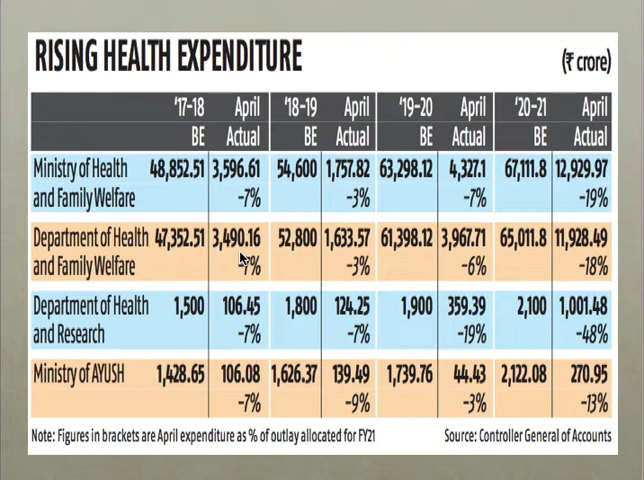 RISING HEALTH EXPENDITURE (₹ crore)
'17–18 April '18–19 April '19–20 April '20–21 April
BE Actual BE Actual BE Actual BE Actual
Ministry of Health 48,852.51 3,596.61 54,600 1,757.82 63,298.12 4,327.1 67,111.8 12,929.97
and Family Welfare –7% –3% –7% –19%
Department of Health 47,352.51 3,490.16 52,800 1,633.57 61,398.12 3,967.71 65,011.8 11,928.49
and Family Welfare –7% –3% –6% –18%
Department of Health 1,500 106.45 1,800 124.25 1,900 359.39 2,100 1,001.48
and Research –7% –7% –19% –48%
Ministry of AYUSH 1,428.65 106.08 1,626.37 139.49 1,739.76 44.43 2,122.08 270.95
–7% –9% –3% –13%
Note: Figures in brackets are April expenditure as % of outlay allocated for FY21 Source: Controller General of Accounts